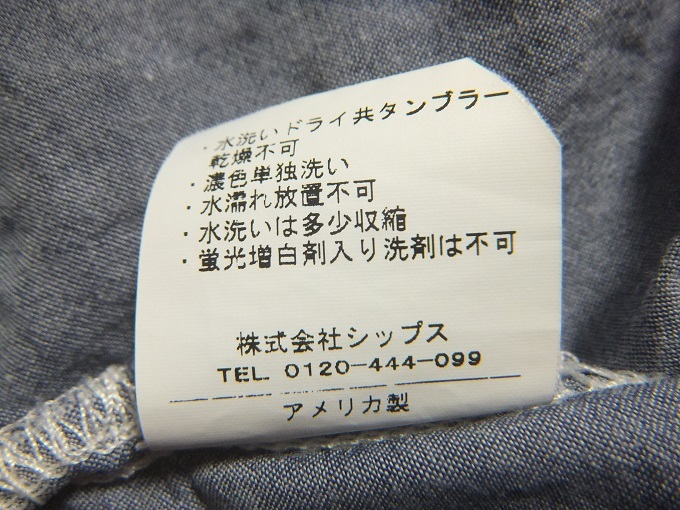 ・水洗いドライ共タンブラー
乾燥不可
・濃色単独洗い
・水濡れ放置不可
・水洗いは多少収縮
・蛍光増白剤入り洗剤は不可
株式会社シップス
TEL. 0120-444-099
アメリカ製